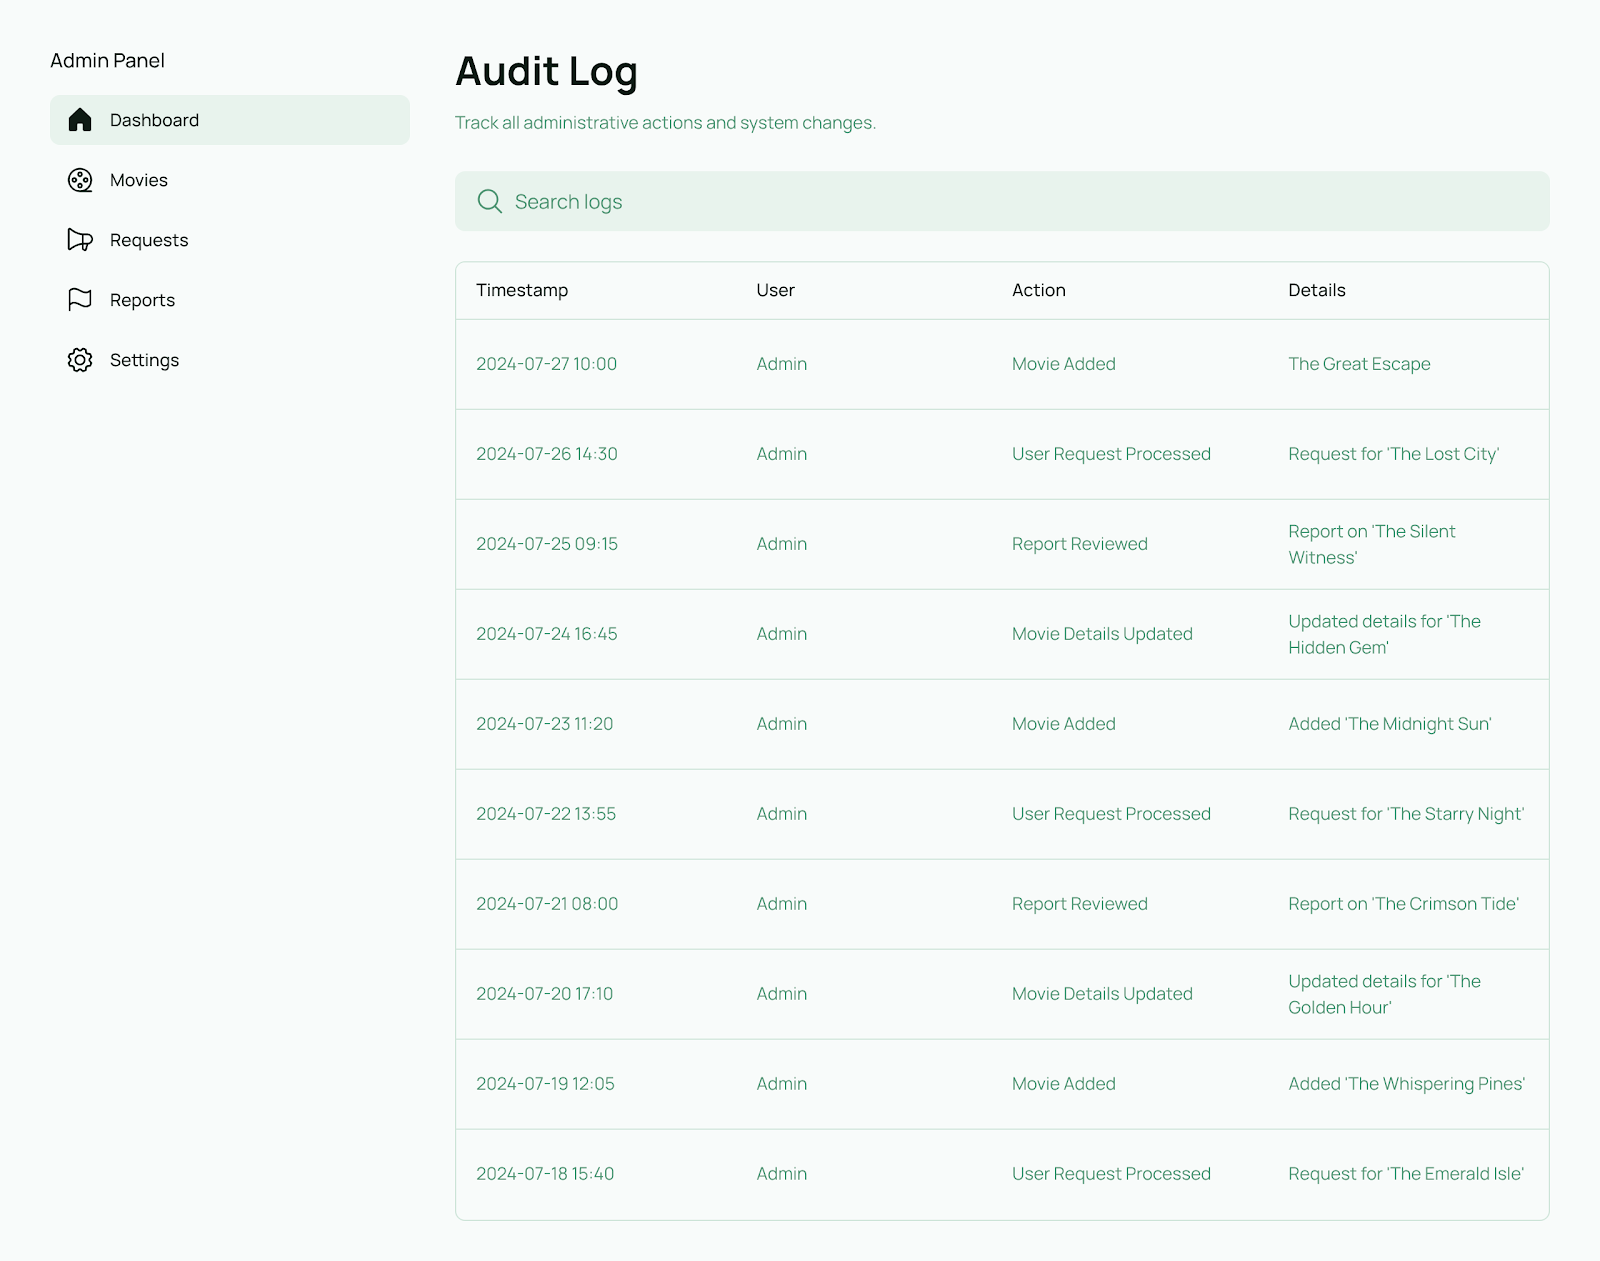 Admin Panel
Dashboard
Movies
Requests
Reports
Settings
Audit Log
Track all administrative actions and system changes.
Search logs
Timestamp User Action Details
2024-07-27 10:00 Admin Movie Added The Great Escape
2024-07-26 14:30 Admin User Request Processed Request for 'The Lost City'
2024-07-25 09:15 Admin Report Reviewed Report on 'The Silent
Witness'
2024-07-24 16:45 Admin Movie Details Updated Updated details for 'The
Hidden Gem'
2024-07-23 11:20 Admin Movie Added Added 'The Midnight Sun'
2024-07-22 13:55 Admin User Request Processed Request for 'The Starry Night'
2024-07-21 08:00 Admin Report Reviewed Report on 'The Crimson Tide'
2024-07-20 17:10 Admin Movie Details Updated Updated details for 'The
Golden Hour'
2024-07-19 12:05 Admin Movie Added Added 'The Whispering Pines'
2024-07-18 15:40 Admin User Request Processed Request for 'The Emerald Isle'